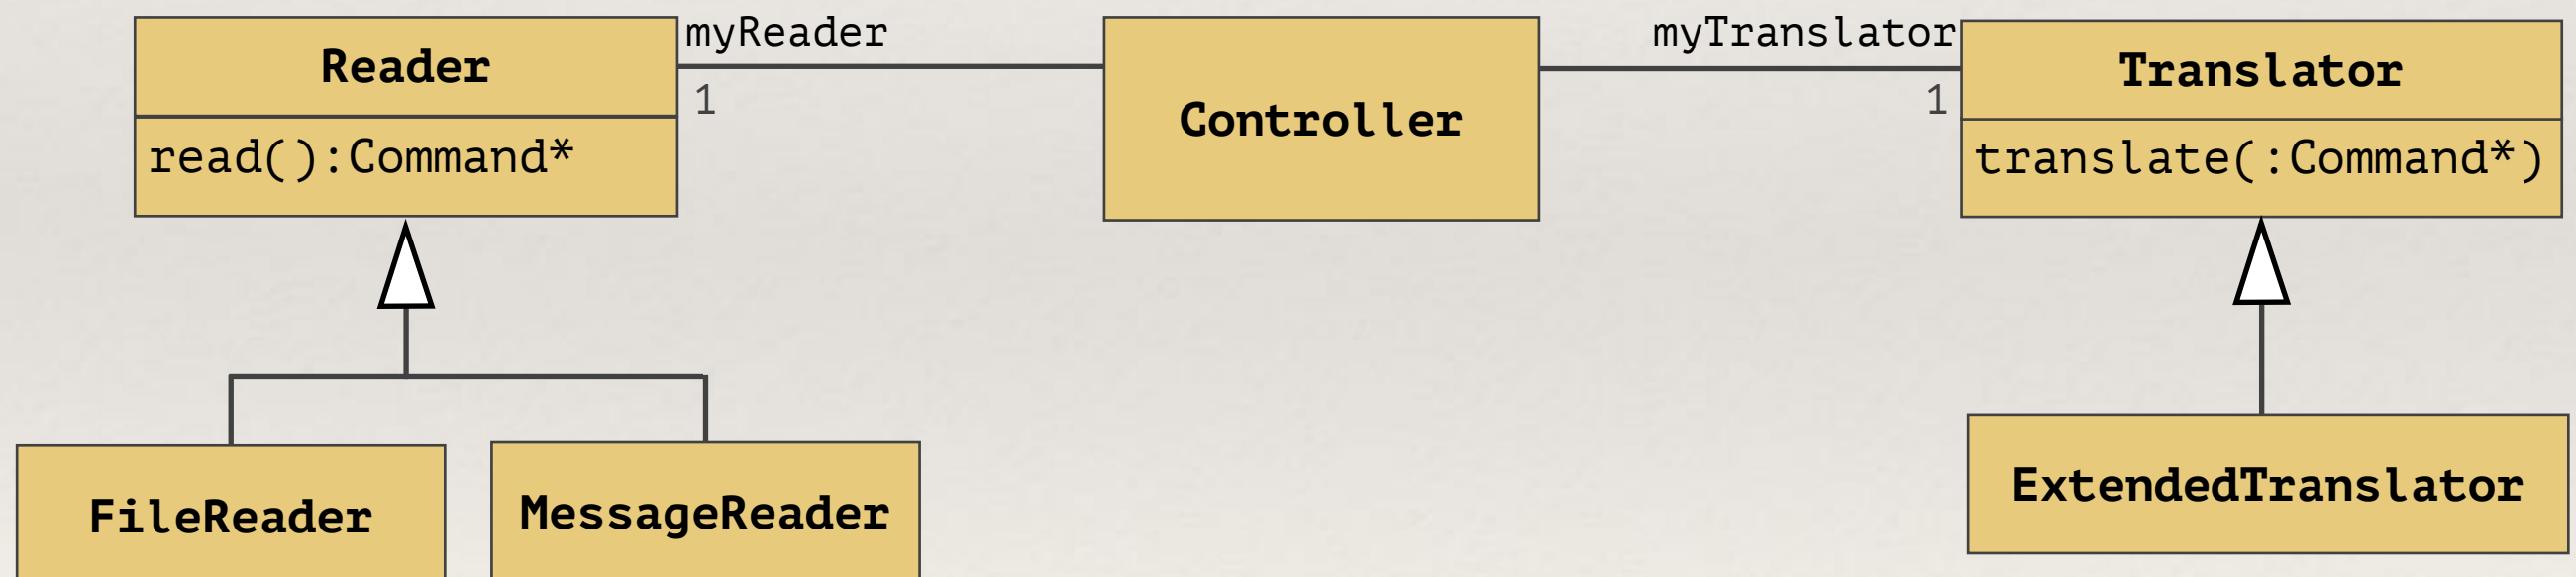 Reader
read():Command*
myReader
1
Controller
myTranslator
1
Translator
translate(:Command*)
FileReader
MessageReader
ExtendedTranslator